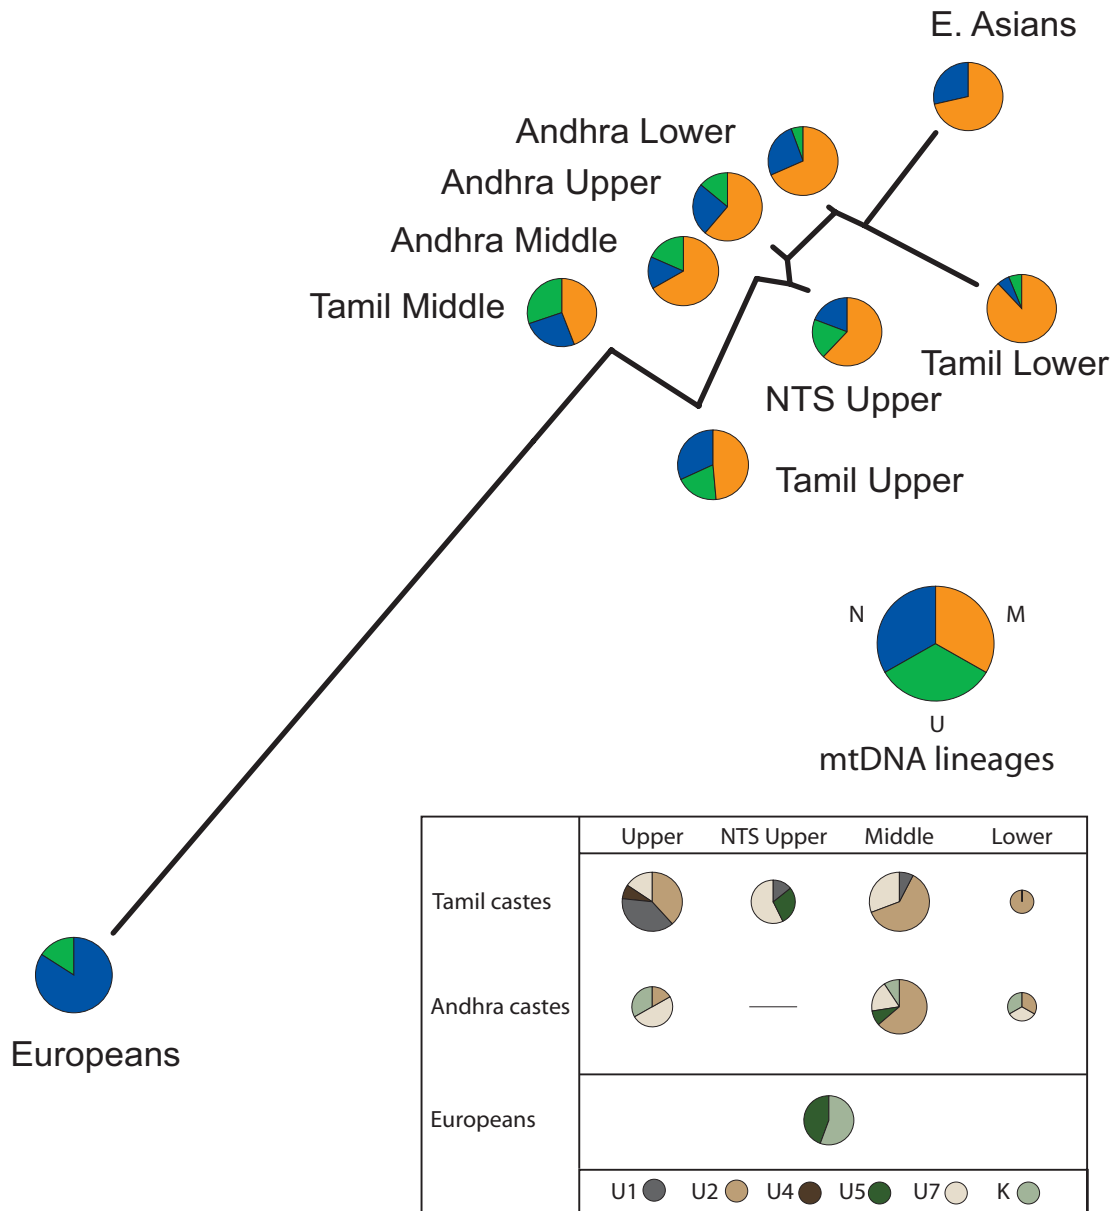 E. Asians
Andhra Lower
Andhra Upper
Andhra Middle
Tamil Middle
Tamil Lower
NTS Upper
Tamil Upper
N
M
U
mtDNA lineages
Europeans
Upper NTS Upper Middle Lower
Tamil castes
Andhra castes
Europeans
U1 U2 U4 U5 U7 K